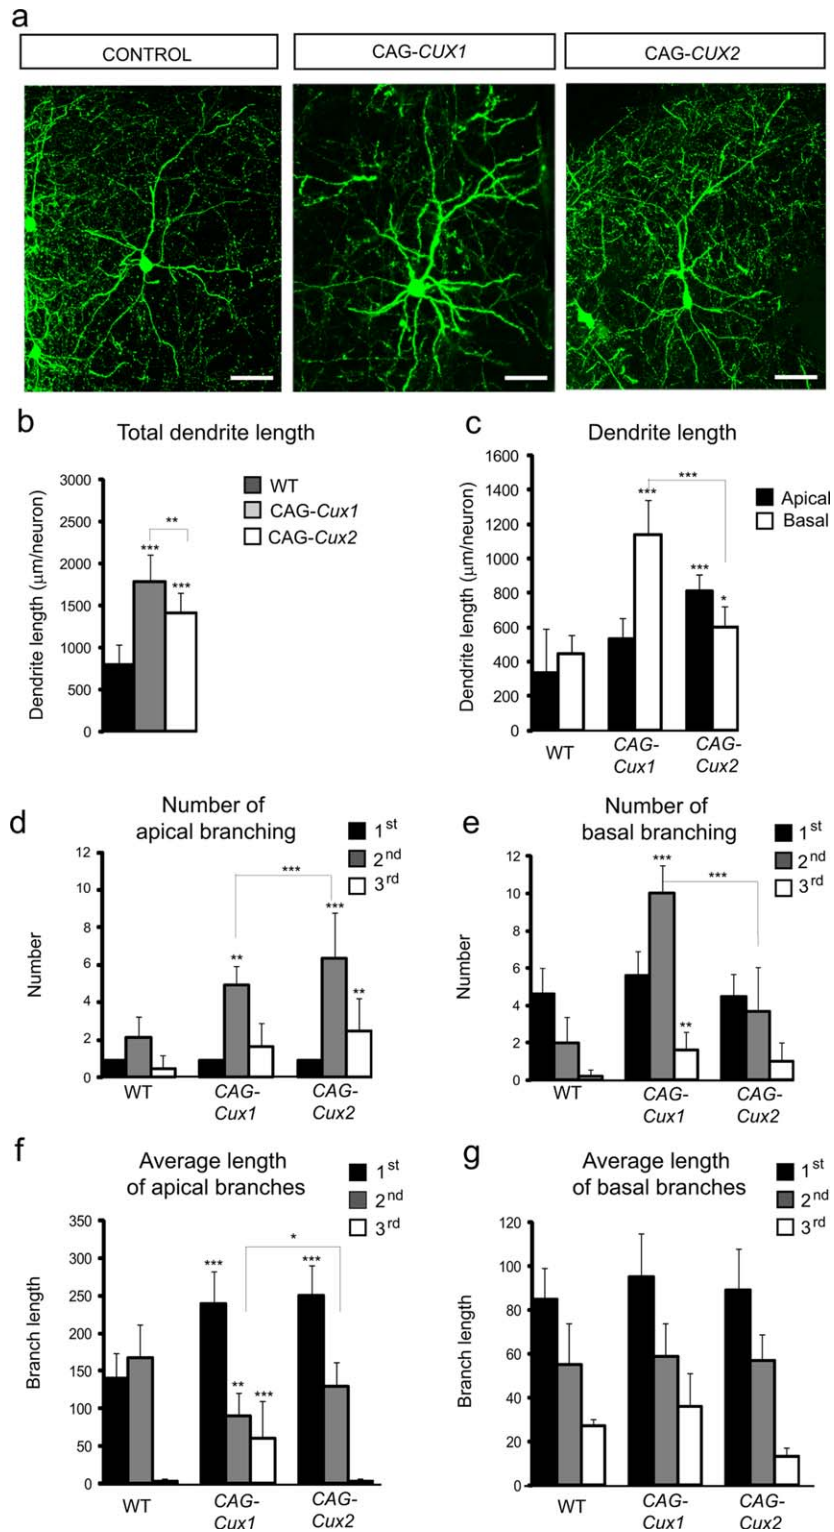 a
CONTROL
CAG-CUX1
CAG-CUX2
b
Total dendrite length
Dendrite length (μm/neuron)
3000
2500
2000
1500
1000
500
0
***
**
***
WT
CAG-Cux1
CAG-Cux2
c
Dendrite length
Dendrite length (μm/neuron)
1600
1400
1200
1000
800
600
400
200
0
***
***
***
*
Apical
Basal
WT
CAG-
Cux1
CAG-
Cux2
d
Number of
apical branching
1st
2nd
3rd
Number
12
10
8
6
4
2
0
**
***
***
**
WT
CAG-
Cux1
CAG-
Cux2
e
Number of
basal branching
1st
2nd
3rd
Number
12
10
8
6
4
2
0
***
***
**
WT
CAG-
Cux1
CAG-
Cux2
f
Average length
of apical branches
1st
2nd
3rd
Branch length
350
300
250
200
150
100
50
0
***
**
***
*
***
WT
CAG-
Cux1
CAG-
Cux2
g
Average length
of basal branches
1st
2nd
3rd
Branch length
120
100
80
60
40
20
0
WT
CAG-
Cux1
CAG-
Cux2